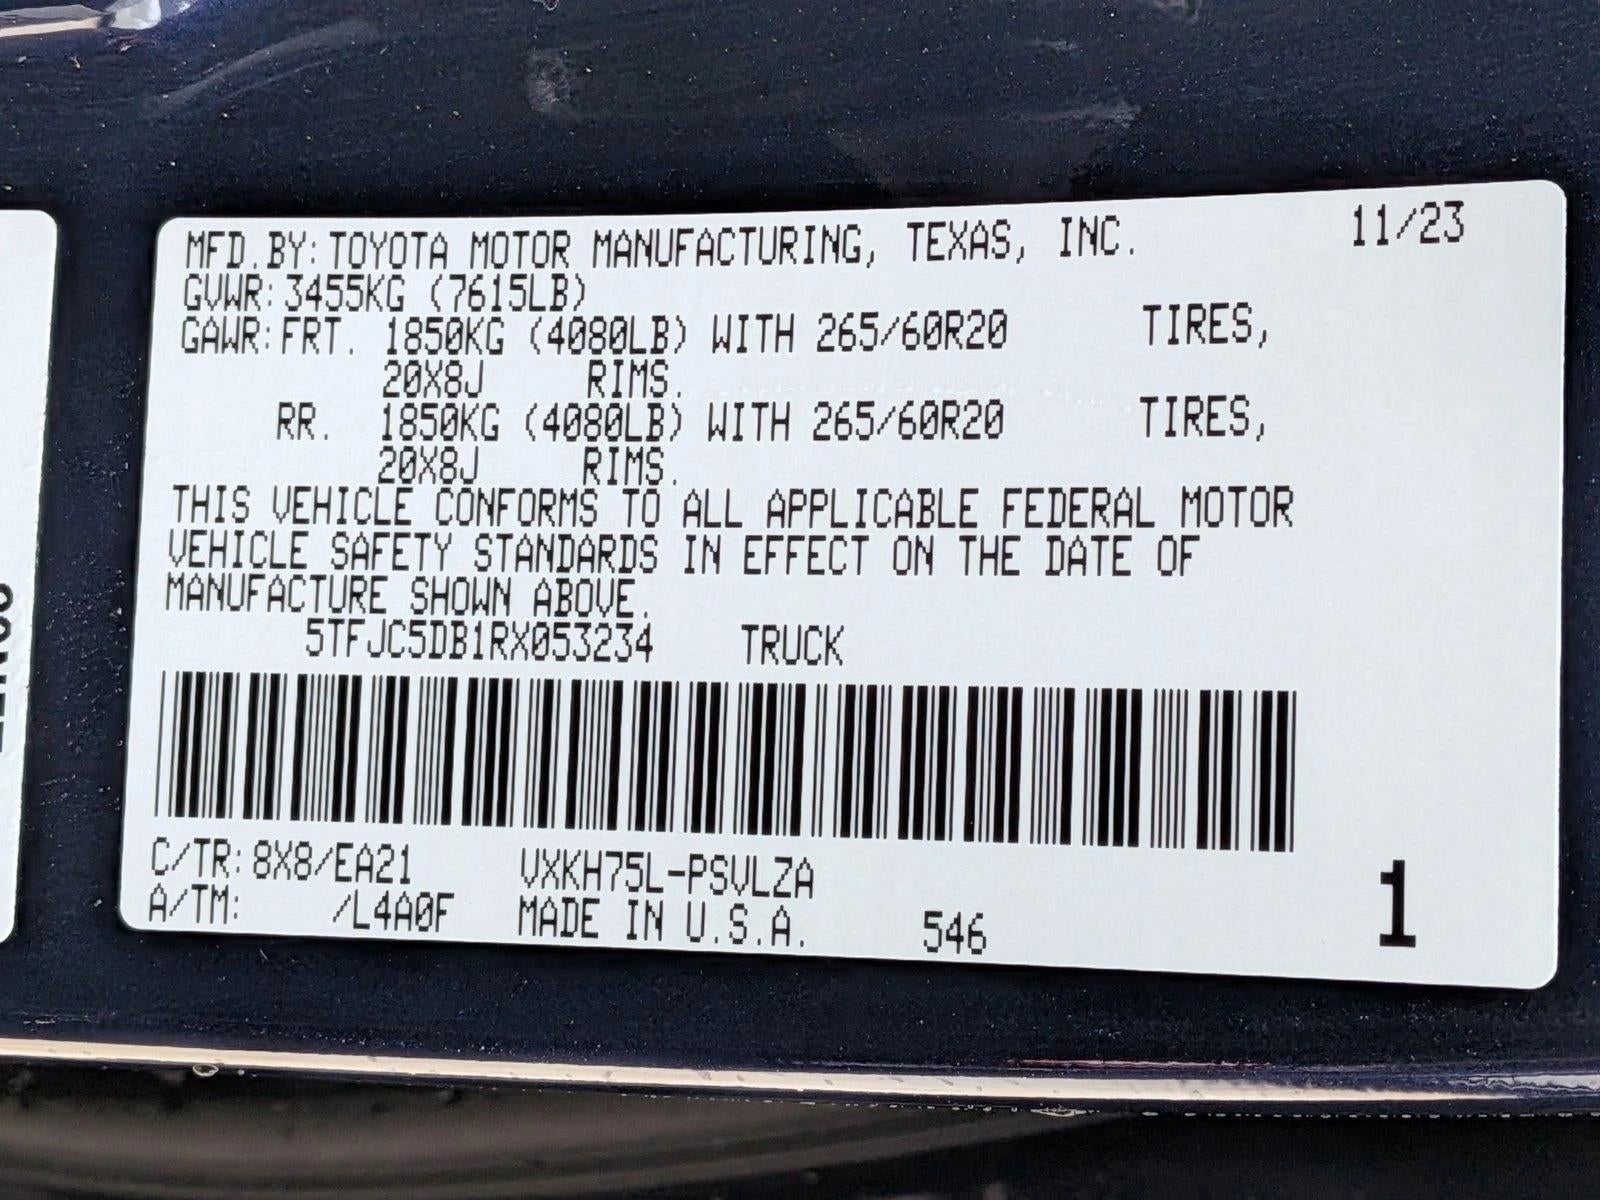 MFD.BY: TOYOTA MOTOR MANUFACTURING, TEXAS, INC. 11/23
GVWR: 3455KG (7615LB)
GAWR: FRT. 1850KG (4080LB) WITH 265/60R20 TIRES,
20X8J RIMS.
RR. 1850KG (4080LB) WITH 265/60R20 TIRES,
20X8J RIMS.
THIS VEHICLE CONFORMS TO ALL APPLICABLE FEDERAL MOTOR
VEHICLE SAFETY STANDARDS IN EFFECT ON THE DATE OF
MANUFACTURE SHOWN ABOVE.
5TFJC5DB1RX053234 TRUCK
C/TR: 8X8/EA21 VXKH75L-PSVLZA
A/TM: /L4A0F MADE IN U.S.A. 546 1